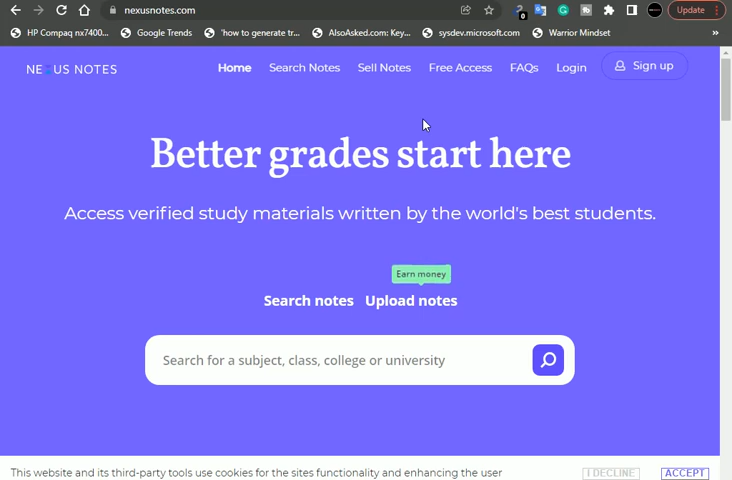 nexusnotes.com
Update
0
HP Compaq nx7400...
Google Trends
'how to generate tr...
AlsoAsked.com: Key...
sysdev.microsoft.com
Warrior Mindset
»
NEXUS NOTES
Home
Search Notes
Sell Notes
Free Access
FAQs
Login
Sign up
Better grades start here
Access verified study materials written by the world's best students.
Earn money
Search notes
Upload notes
Search for a subject, class, college or university
This website and its third-party tools use cookies for the sites functionality and enhancing the user
I DECLINE
ACCEPT